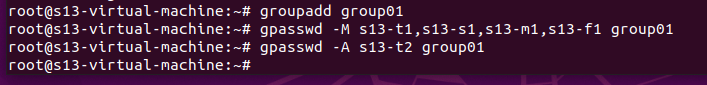 root@s13-virtual-machine:~# groupadd group01
root@s13-virtual-machine:~# gpasswd -M s13-t1,s13-s1,s13-m1,s13-f1 group01
root@s13-virtual-machine:~# gpasswd -A s13-t2 group01
root@s13-virtual-machine:~#